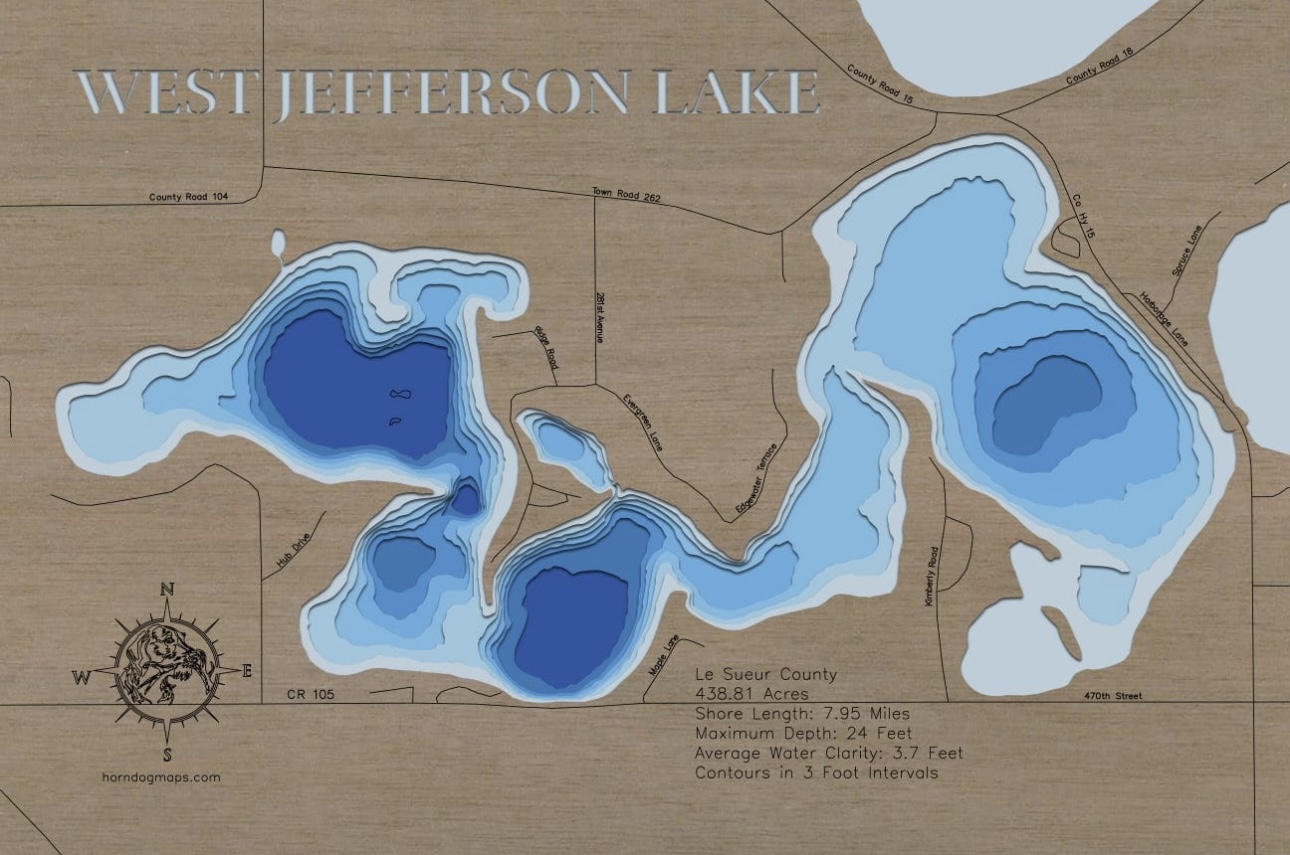 WEST JEFFERSON LAKE
County Road 15
County Road 18
County Road 104
Town Road 262
Co Hy 15
Spruce Lane
281st Avenue
Harborage Lane
Ridge Road
Evergreen Lane
Edgewater Terrace
Hub Drive
Kimberly Road
Maple Lane
N
W
E
S
CR 105
470th Street
Le Sueur County
438.81 Acres
Shore Length: 7.95 Miles
Maximum Depth: 24 Feet
Average Water Clarity: 3.7 Feet
Contours in 3 Foot Intervals
horndogmaps.com